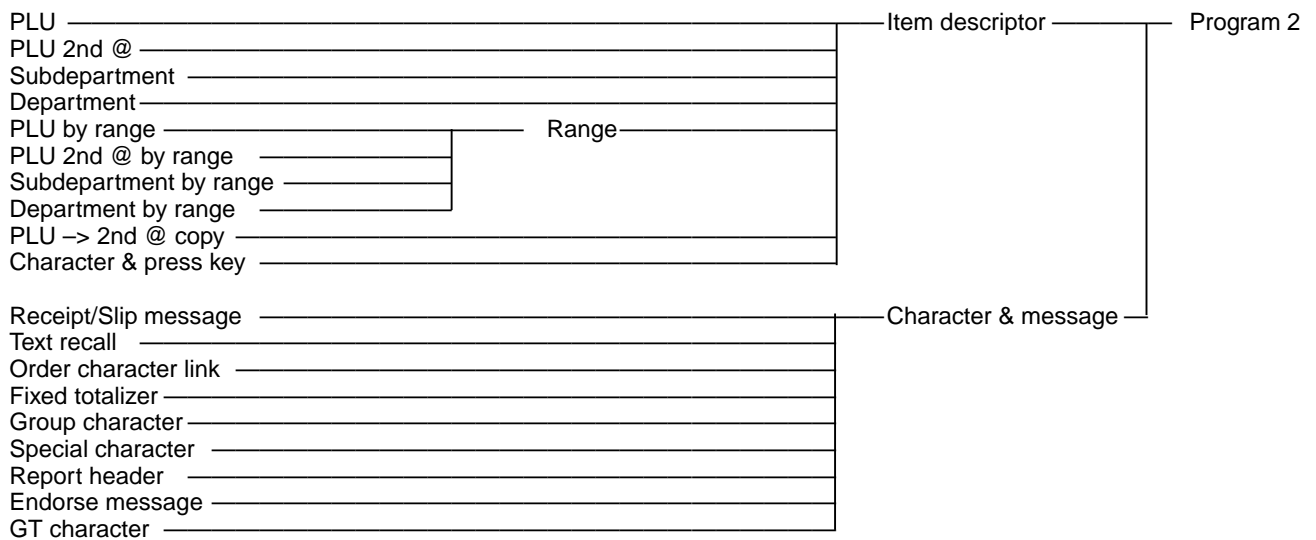 PLU Item descriptor Program 2
PLU 2nd @
Subdepartment
Department
PLU by range Range
PLU 2nd @ by range
Subdepartment by range
Department by range
PLU –> 2nd @ copy
Character & press key
Receipt/Slip message Character & message
Text recall
Order character link
Fixed totalizer
Group character
Special character
Report header
Endorse message
GT character